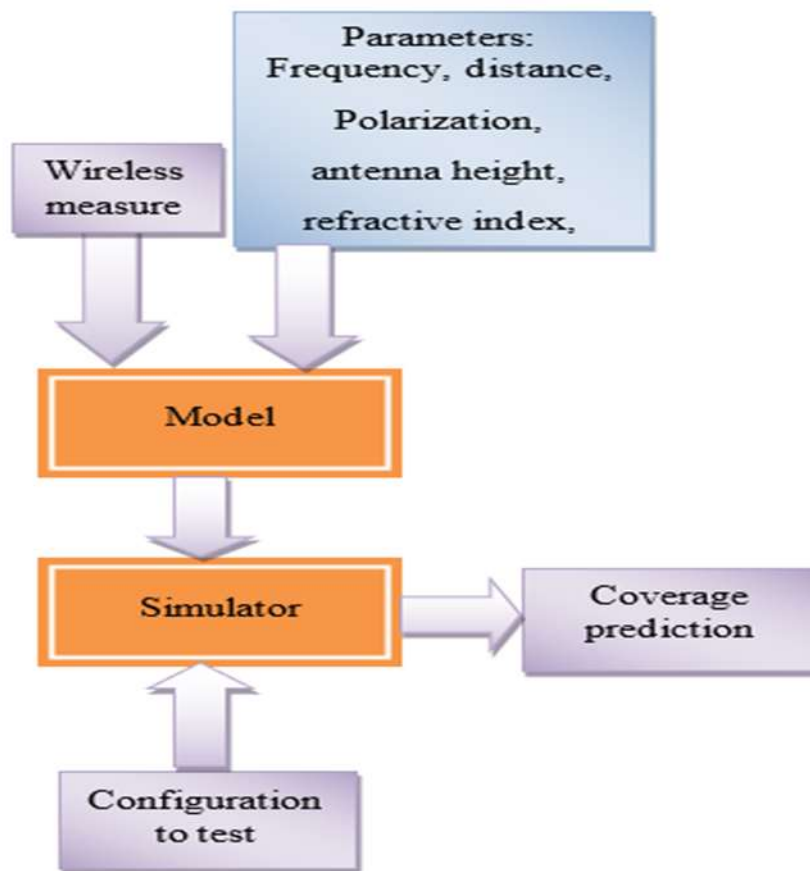 Parameters:
Frequency, distance,
Polarization,
antenna height,
refractive index,
Wireless
measure
Model
Simulator
Coverage
prediction
Configuration
to test